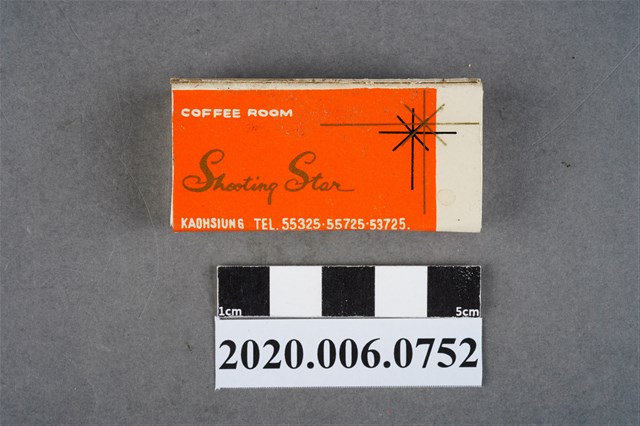 COFFEE ROOM
Shooting Star
KAOHSIUNG TEL. 55325·55725·53725.
1cm 5cm
2020.006.0752